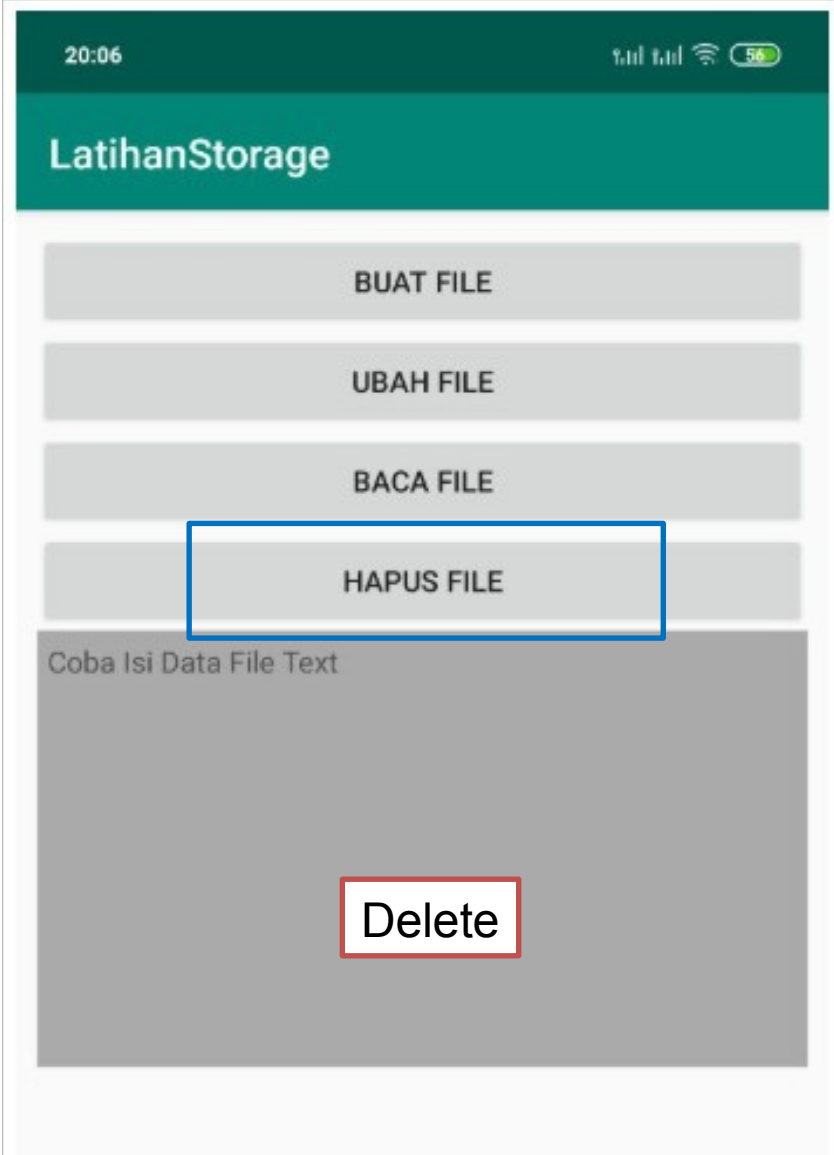 20:06 56
LatihanStorage
BUAT FILE
UBAH FILE
BACA FILE
HAPUS FILE
Coba Isi Data File Text
Delete